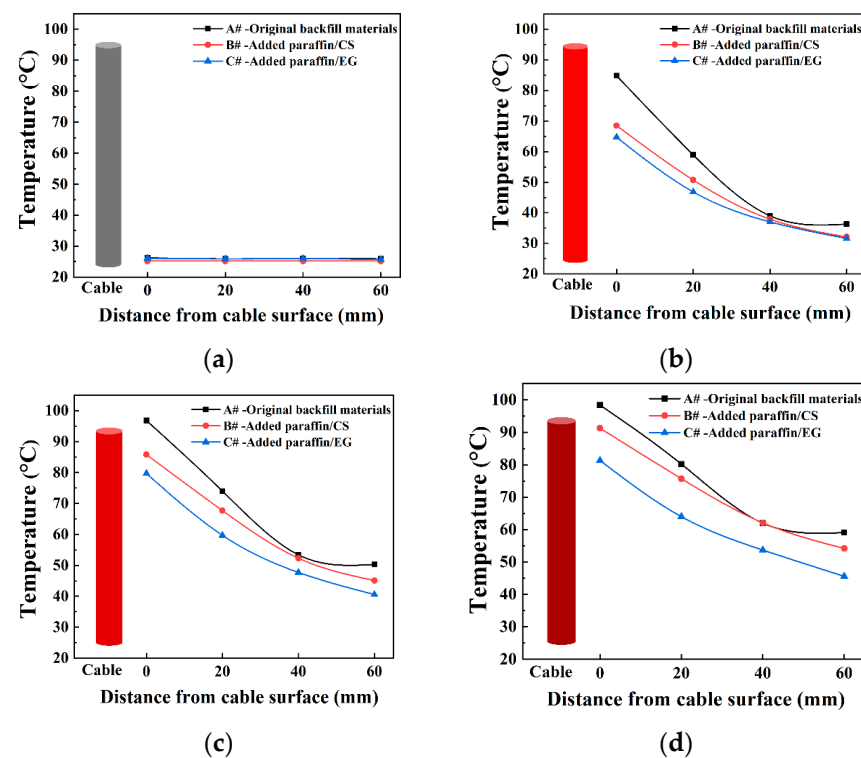 100
90
80
70
60
50
40
30
20
Temperature (°C)
A# -Original backfill materials
B# -Added paraffin/CS
C# -Added paraffin/EG
Cable
0
20
40
60
Distance from cable surface (mm)
(a)
100
90
80
70
60
50
40
30
20
Temperature (°C)
A# -Original backfill materials
B# -Added paraffin/CS
C# -Added paraffin/EG
Cable
0
20
40
60
Distance from cable surface (mm)
(b)
100
90
80
70
60
50
40
30
20
Temperature (°C)
A# -Original backfill materials
B# -Added paraffin/CS
C# -Added paraffin/EG
Cable
0
20
40
60
Distance from cable surface (mm)
(c)
100
90
80
70
60
50
40
30
20
Temperature (°C)
A# -Original backfill materials
B# -Added paraffin/CS
C# -Added paraffin/EG
Cable
0
20
40
60
Distance from cable surface (mm)
(d)